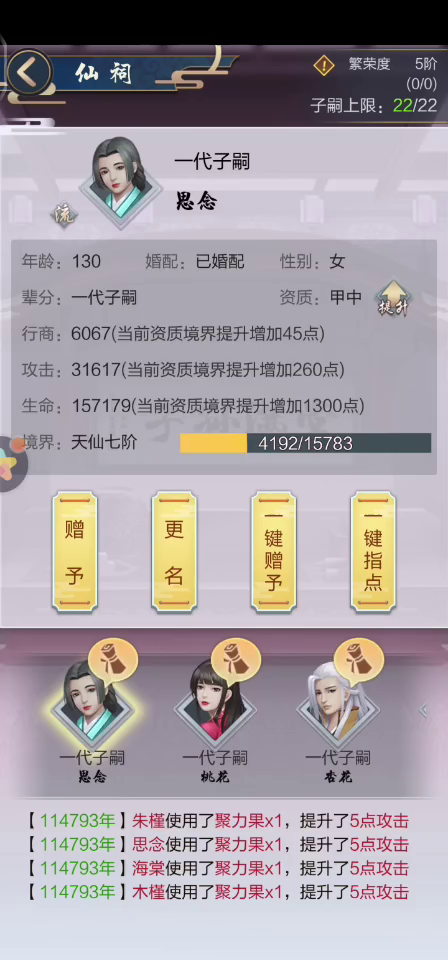 仙祠
繁荣度 5阶
(0/0)
子嗣上限：22/22
一代子嗣
思念
流
年龄：130 婚配：已婚配 性别：女
辈分：一代子嗣 资质：甲中 提升
行商：6067(当前资质境界提升增加45点)
攻击：31617(当前资质境界提升增加260点)
生命：157179(当前资质境界提升增加1300点)
境界：天仙七阶 4192/15783
赠予 更名 一键赠予 一键指点
一代子嗣 一代子嗣 一代子嗣
思念 桃花 杏花
【114793年】朱槿使用了聚力果x1，提升了5点攻击
【114793年】思念使用了聚力果x1，提升了5点攻击
【114793年】海棠使用了聚力果x1，提升了5点攻击
【114793年】木槿使用了聚力果x1，提升了5点攻击